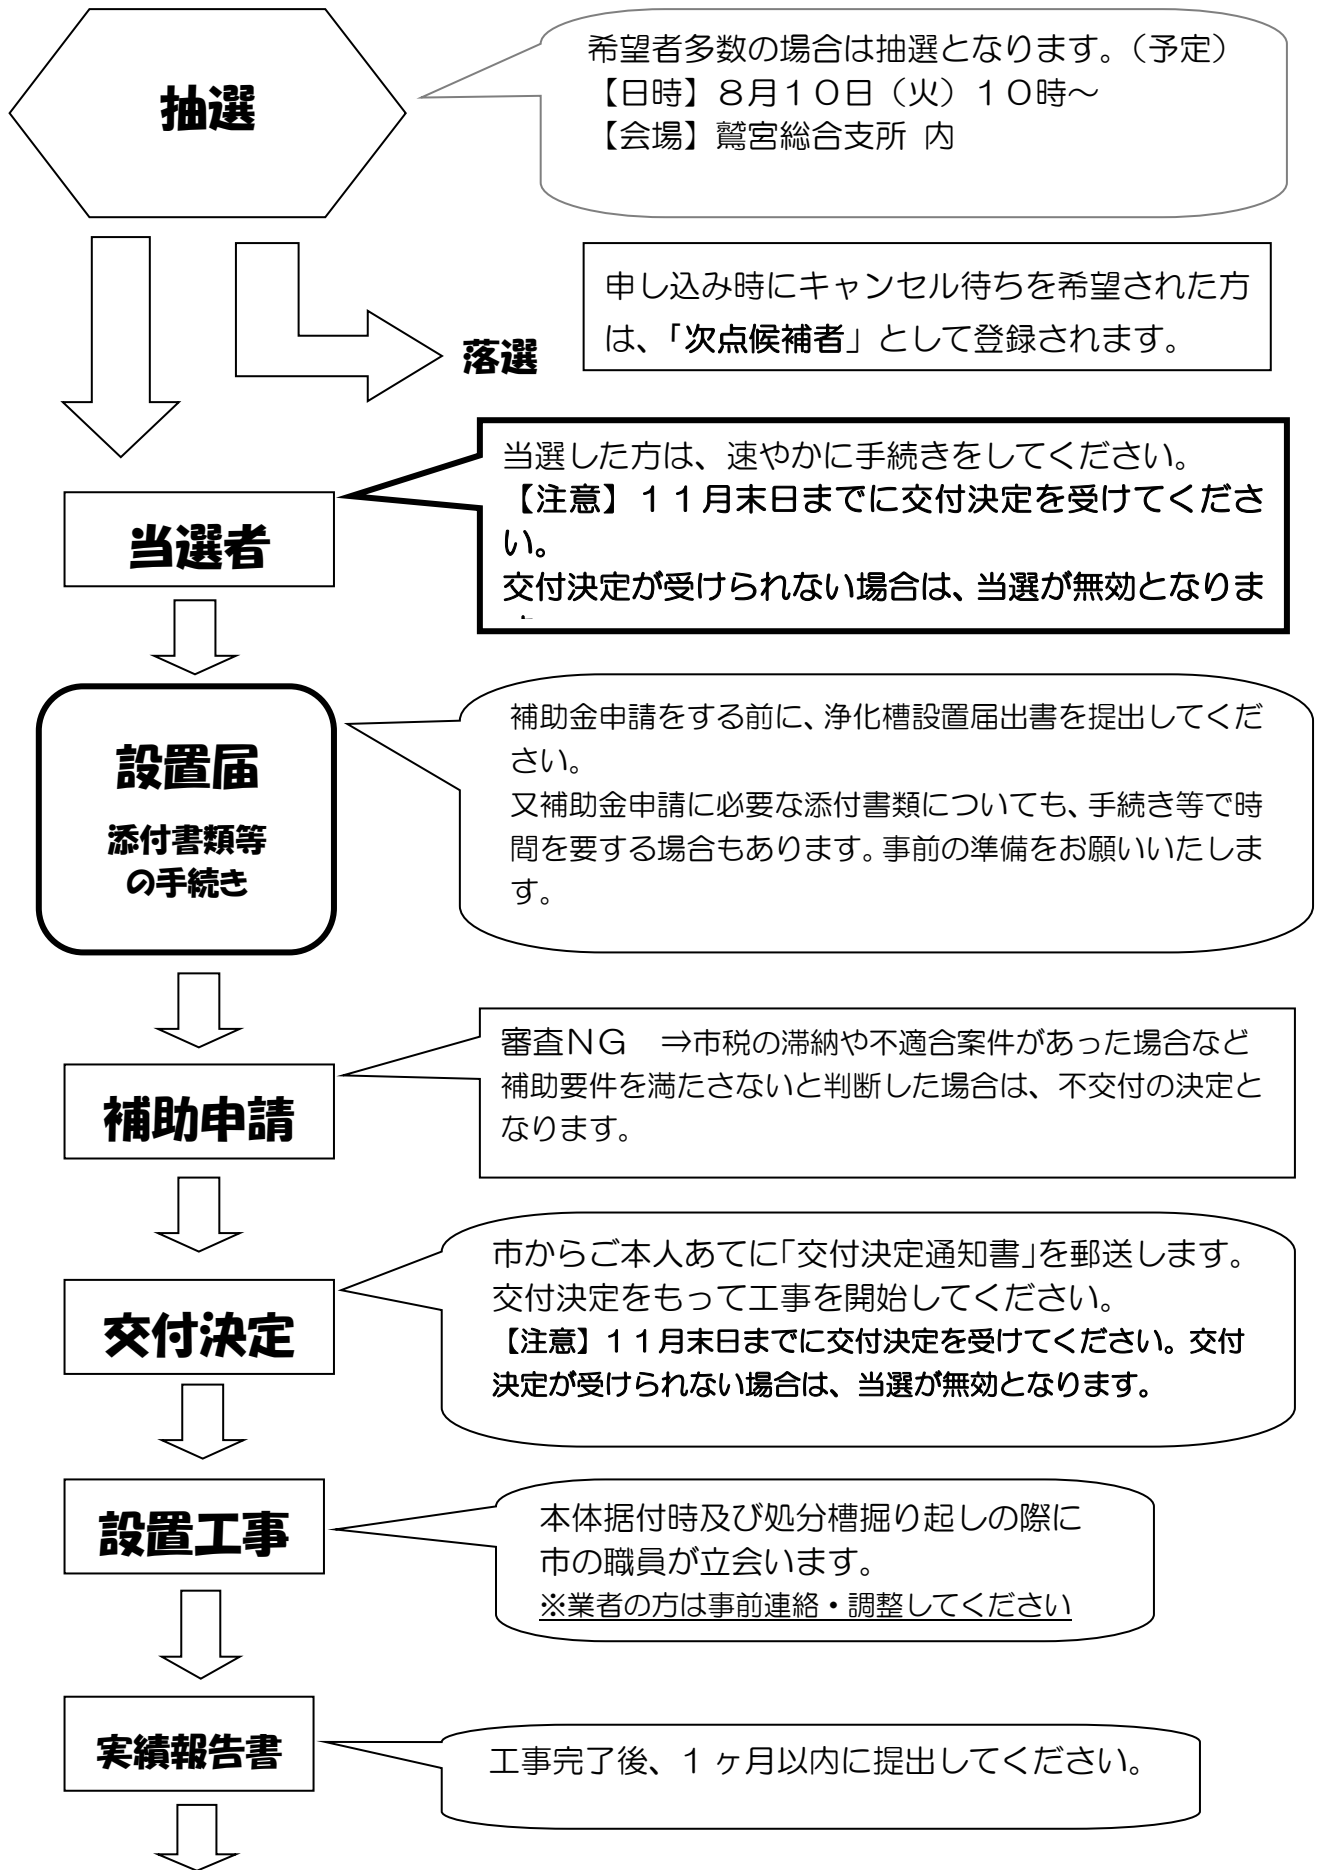 抽選
希望者多数の場合は抽選となります。（予定）
【日時】８月１０日（火）１０時～
【会場】鷲宮総合支所 内
落選
申し込み時にキャンセル待ちを希望された方
は、「次点候補者」として登録されます。
当選者
当選した方は、速やかに手続きをしてください。
【注意】１１月末日までに交付決定を受けてくださ
い。
交付決定が受けられない場合は、当選が無効となりま
設置届
添付書類等
の手続き
補助金申請をする前に、浄化槽設置届出書を提出してくだ
さい。
又補助金申請に必要な添付書類についても、手続き等で時
間を要する場合もあります。事前の準備をお願いいたしま
す。
補助申請
審査ＮＧ　⇒市税の滞納や不適合案件があった場合など
補助要件を満たさないと判断した場合は、不交付の決定と
なります。
交付決定
市からご本人あてに「交付決定通知書」を郵送します。
交付決定をもって工事を開始してください。
【注意】１１月末日までに交付決定を受けてください。交付
決定が受けられない場合は、当選が無効となります。
設置工事
本体据付時及び処分槽掘り起しの際に
市の職員が立会います。
※業者の方は事前連絡・調整してください
実績報告書
工事完了後、１ヶ月以内に提出してください。